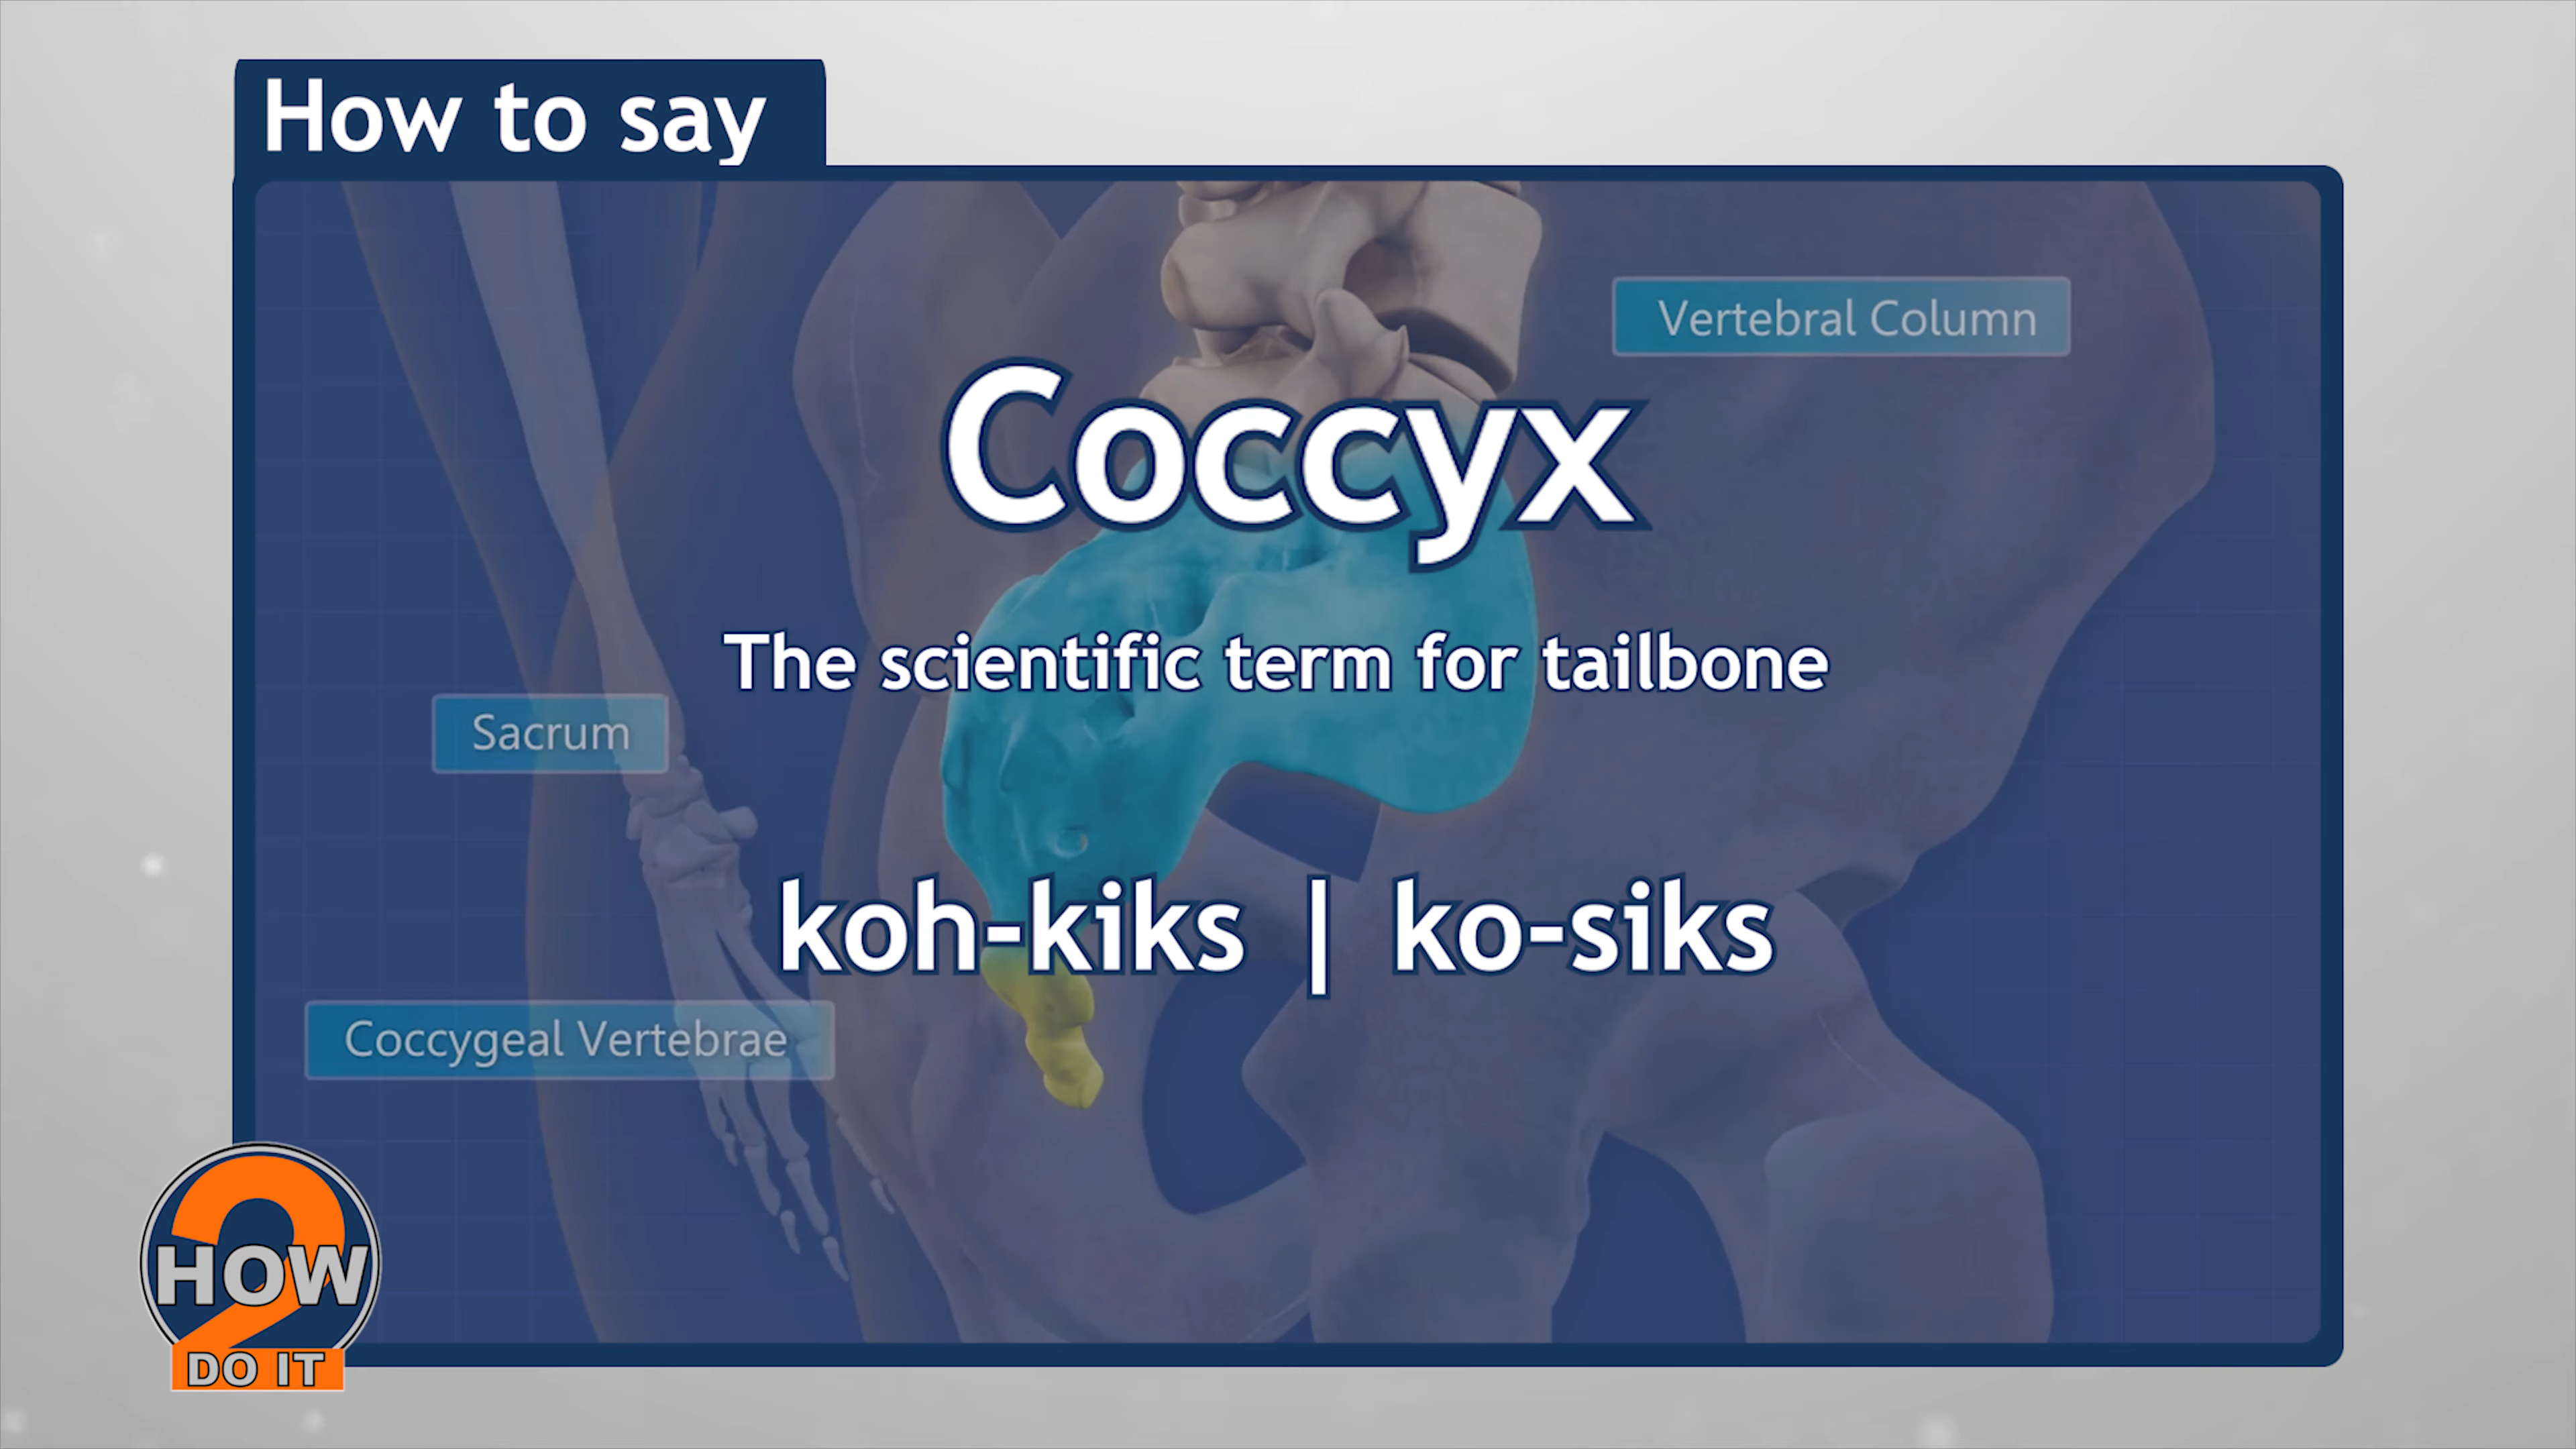 How to say
Vertebral Column
Coccyx
The scientific term for tailbone
Sacrum
koh-kiks | ko-siks
Coccygeal Vertebrae
2
HOW
DO IT